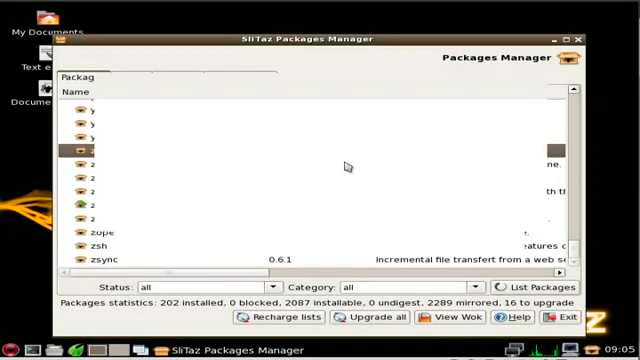 My Documents
SliTaz Packages Manager
Packages Manager
Text e
Packag
Docume
Name
y
y
y
z
z
ne.
z
z
th th
z
z
zope
zsh
eatures c
zsync 0.6.1 Incremental file transfert from a web se
Status: all Category: all List Packages
Packages statistics: 202 installed, 0 blocked, 2087 installable, 0 undigest, 2289 mirrored, 16 to upgrade
Recharge lists Upgrade all View Wok Help Exit
SliTaz Packages Manager 09:05